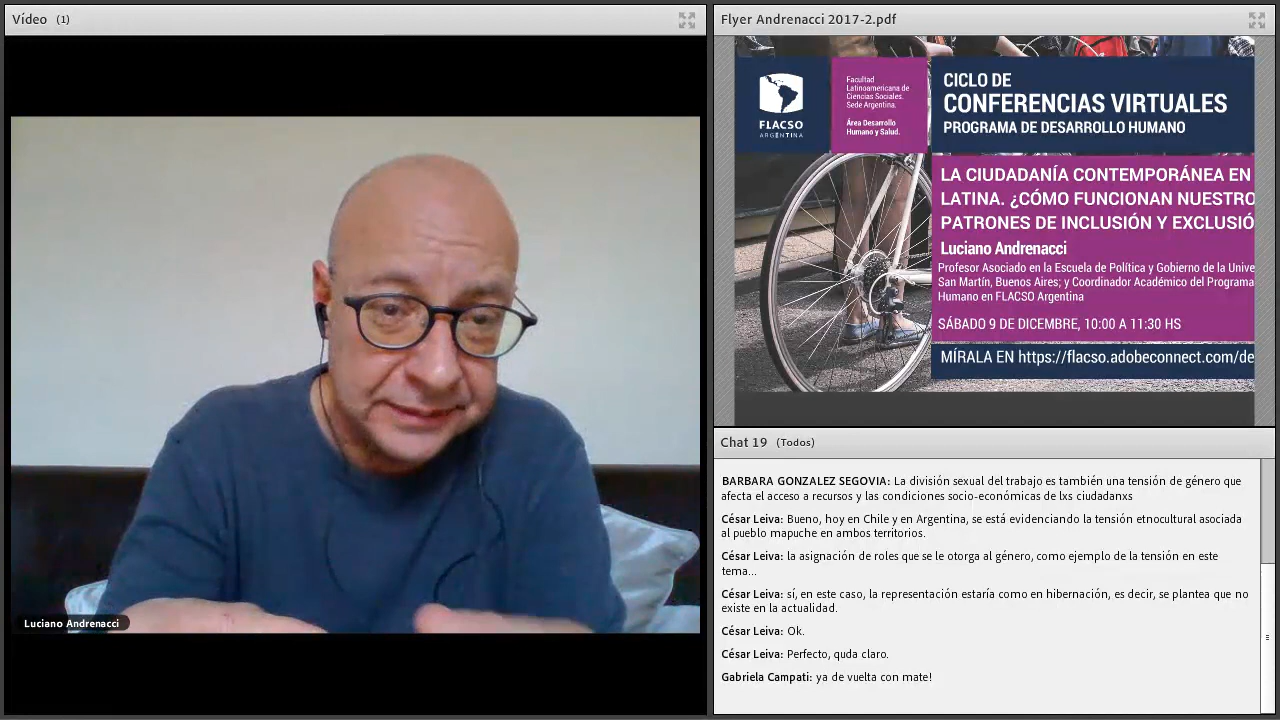 Vídeo (1)
Luciano Andrenacci
Flyer Andrenacci 2017-2.pdf
FLACSO
ARGENTINA
Facultad
Latinoamericana de
Ciencias Sociales.
Sede Argentina.
Área Desarrollo
Humano y Salud.
CICLO DE
CONFERENCIAS VIRTUALES
PROGRAMA DE DESARROLLO HUMANO
LA CIUDADANÍA CONTEMPORÁNEA EN
LATINA. ¿CÓMO FUNCIONAN NUESTRO
PATRONES DE INCLUSIÓN Y EXCLUSIÓ
Luciano Andrenacci
Profesor Asociado en la Escuela de Política y Gobierno de la Unive
San Martín, Buenos Aires; y Coordinador Académico del Programa
Humano en FLACSO Argentina
SÁBADO 9 DE DICEMBRE, 10:00 A 11:30 HS
MÍRALA EN https://flacso.adobeconnect.com/de
Chat 19 (Todos)
BARBARA GONZALEZ SEGOVIA: La división sexual del trabajo es también una tensión de género que
afecta el acceso a recursos y las condiciones socio-económicas de lxs ciudadanxs
César Leiva: Bueno, hoy en Chile y en Argentina, se está evidenciando la tensión etnocultural asociada
al pueblo mapuche en ambos territorios.
César Leiva: la asignación de roles que se le otorga al género, como ejemplo de la tensión en este
tema...
César Leiva: sí, en este caso, la representación estaría como en hibernación, es decir, se plantea que no
existe en la actualidad.
César Leiva: Ok.
César Leiva: Perfecto, quda claro.
Gabriela Campati: ya de vuelta con mate!